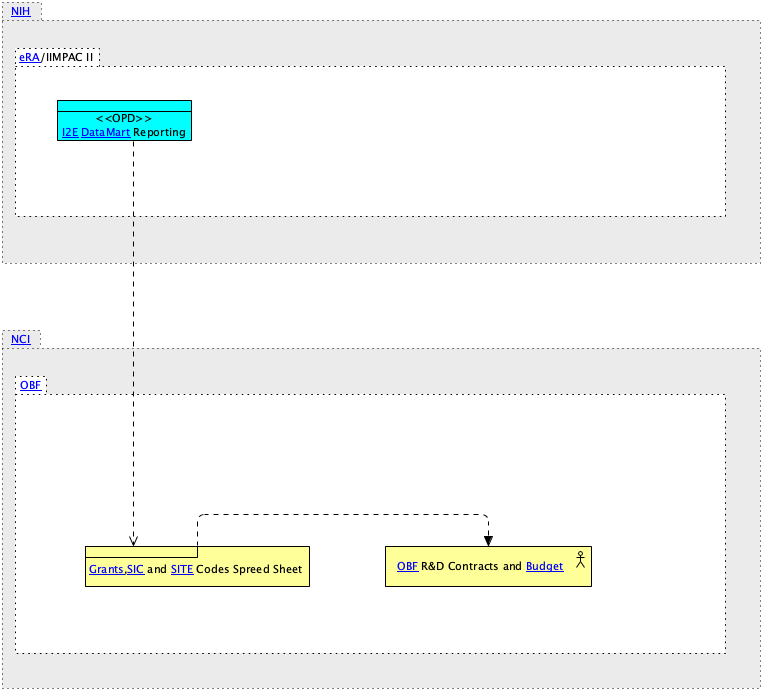 NIH
eRA/IIMPAC II
<<OPD>>
I2E DataMart Reporting
NCI
OBF
Grants,SIC and SITE Codes Spreed Sheet
OBF R&D Contracts and Budget